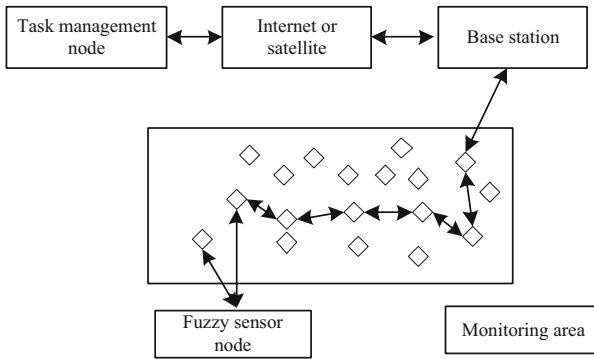 Task management
node
Internet or
satellite
Base station
Fuzzy sensor
node
Monitoring area